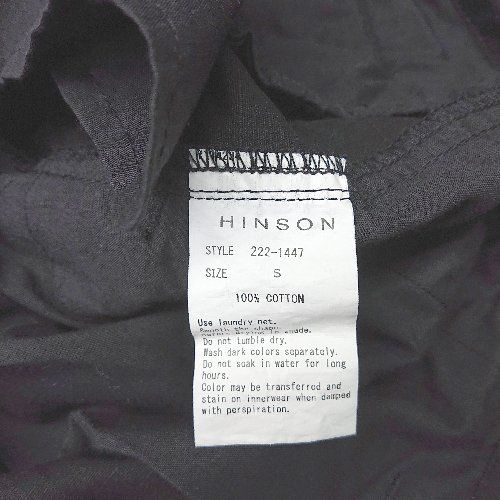 HINSON
STYLE 222-1447
SIZE S
100% COTTON
Use laundry net.
Do not tumble dry.
Wash dark colors separately.
Do not soak in water for long
hours.
Color may be transferred and
stain on innerwear when damped
with perspiration.